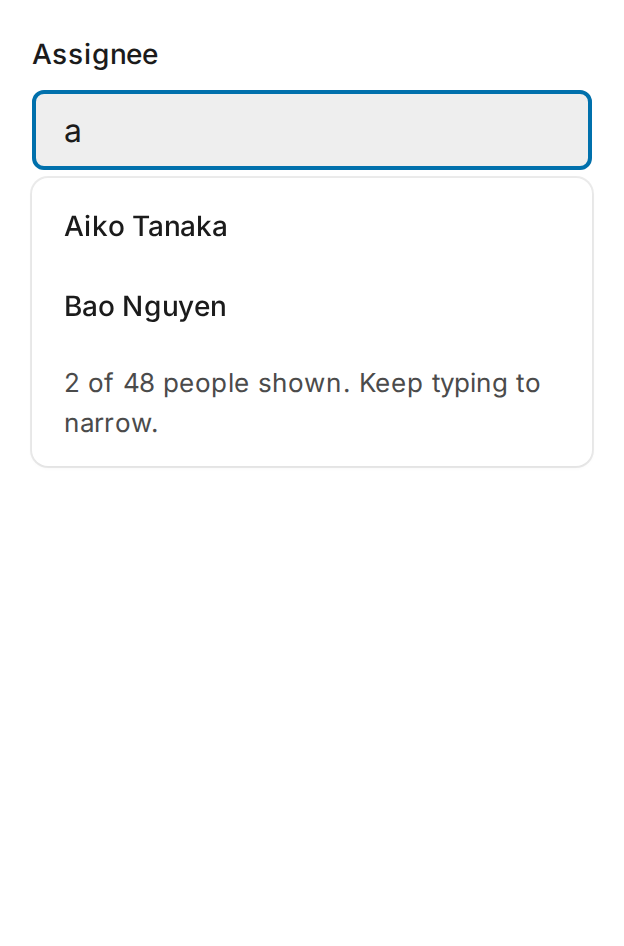 Assignee
a
Aiko Tanaka
Bao Nguyen
2 of 48 people shown. Keep typing to
narrow.